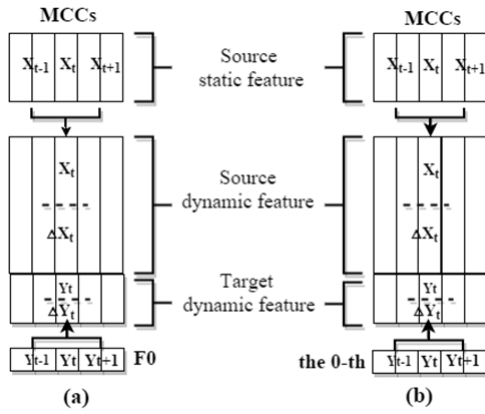 MCCs MCCs
Xt-1 Xt Xt+1 Source static feature Xt-1 Xt Xt+1
Xt Source dynamic feature Xt
ΔXt ΔXt
Yt Target dynamic feature Yt
ΔYt ΔYt
Yt-1 Yt Yt+1 F0 the 0-th Yt-1 Yt Yt+1
(a) (b)